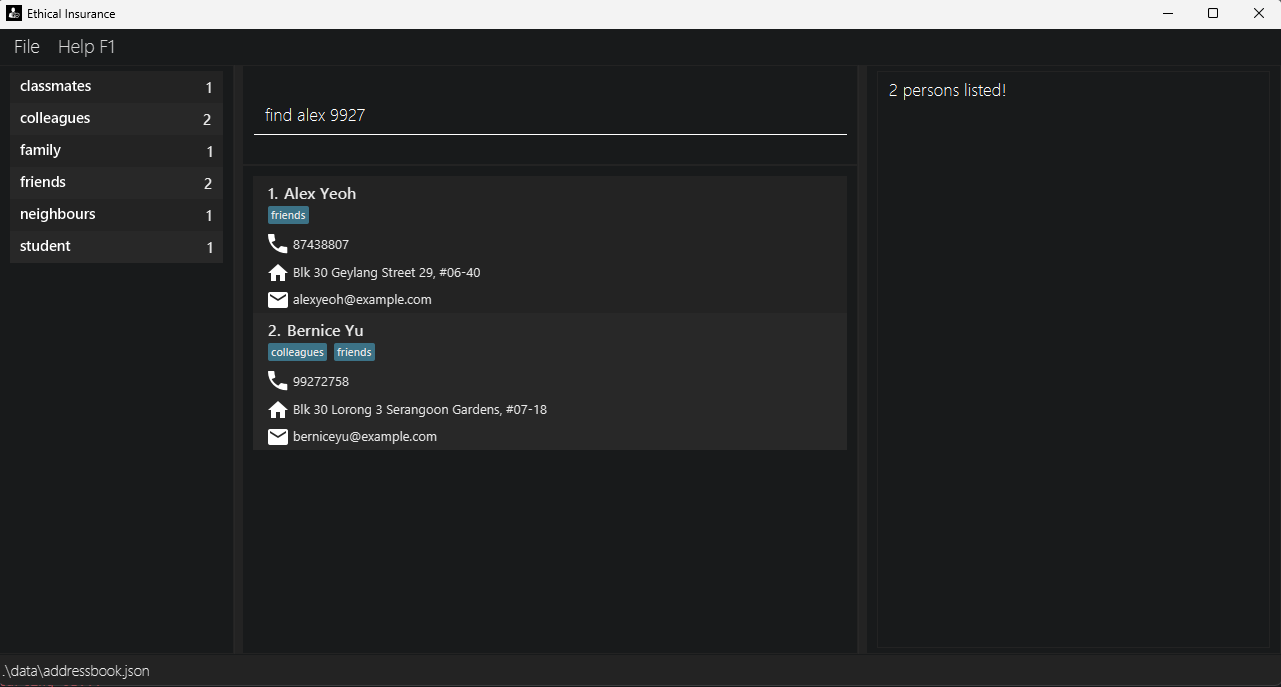 Ethical Insurance
File Help F1
classmates 1
colleagues 2
family 1
friends 2
neighbours 1
student 1
find alex 9927
1. Alex Yeoh
friends
87438807
Blk 30 Geylang Street 29, #06-40
alexyeoh@example.com
2. Bernice Yu
colleagues friends
99272758
Blk 30 Lorong 3 Serangoon Gardens, #07-18
berniceyu@example.com
2 persons listed!
.\data\addressbook.json